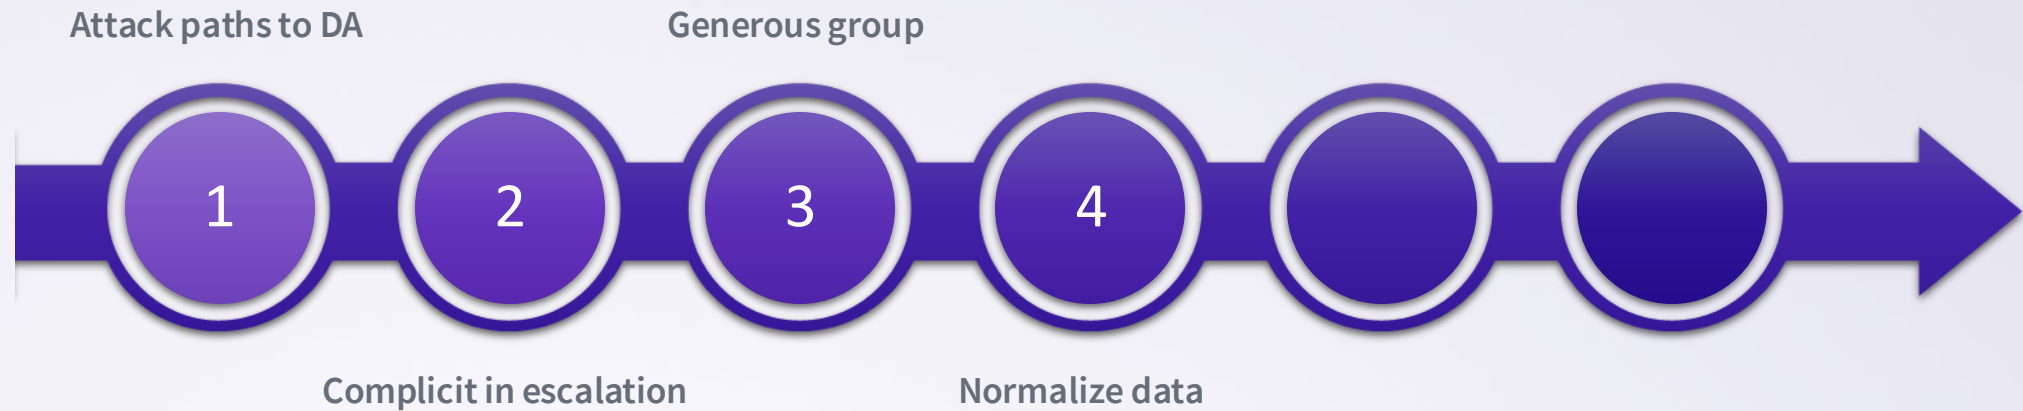 Attack paths to DA
Generous group
1
2
3
4
Complicit in escalation
Normalize data